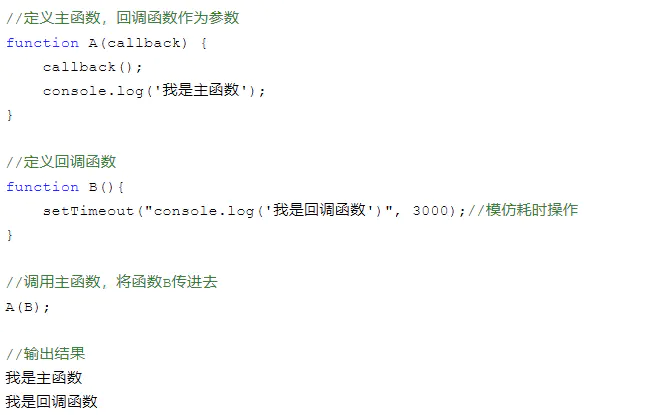 //定义主函数，回调函数作为参数
function A(callback) {
    callback();
    console.log('我是主函数');
}

//定义回调函数
function B(){
    setTimeout("console.log('我是回调函数')", 3000);//模仿耗时操作
}

//调用主函数，将函数B传进去
A(B);

//输出结果
我是主函数
我是回调函数